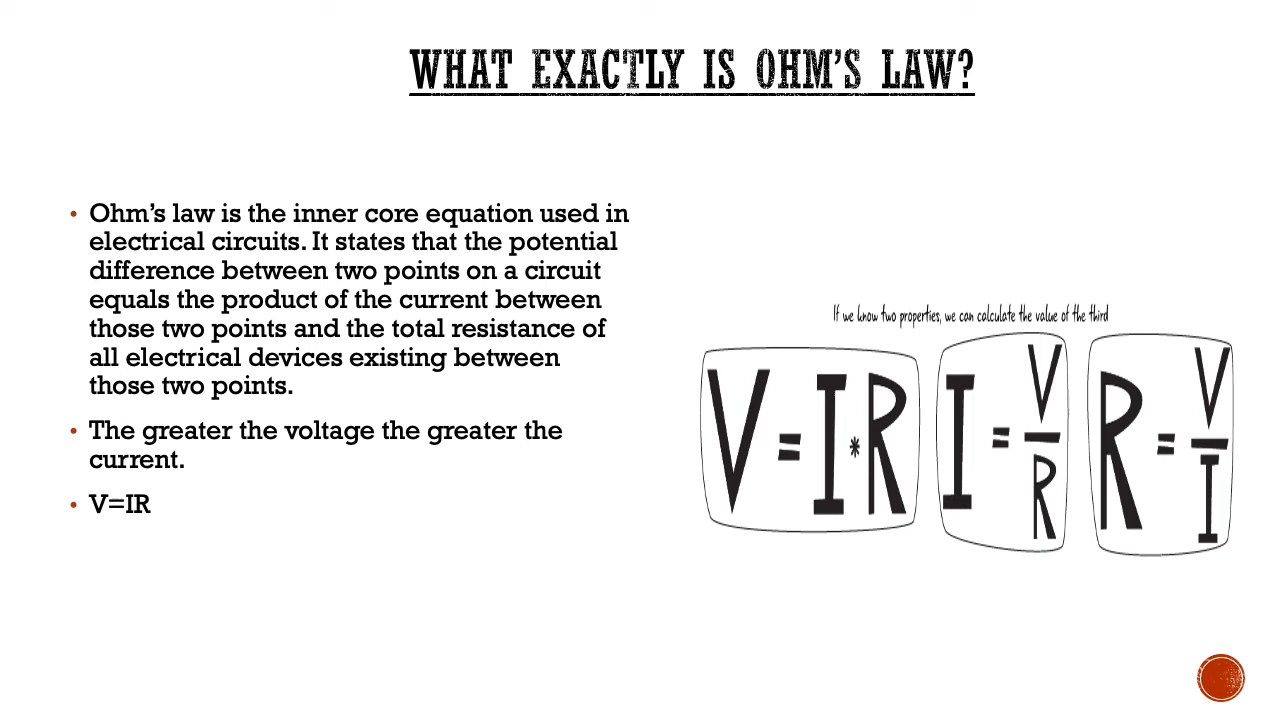 WHAT EXACTLY IS OHM'S LAW?
• Ohm's law is the inner core equation used in
electrical circuits. It states that the potential
difference between two points on a circuit
equals the product of the current between
those two points and the total resistance of
all electrical devices existing between
those two points.
• The greater the voltage the greater the
current.
• V=IR
If we know two properties, we can calculate the value of the third
V = I * R
I = V / R
R = V / I